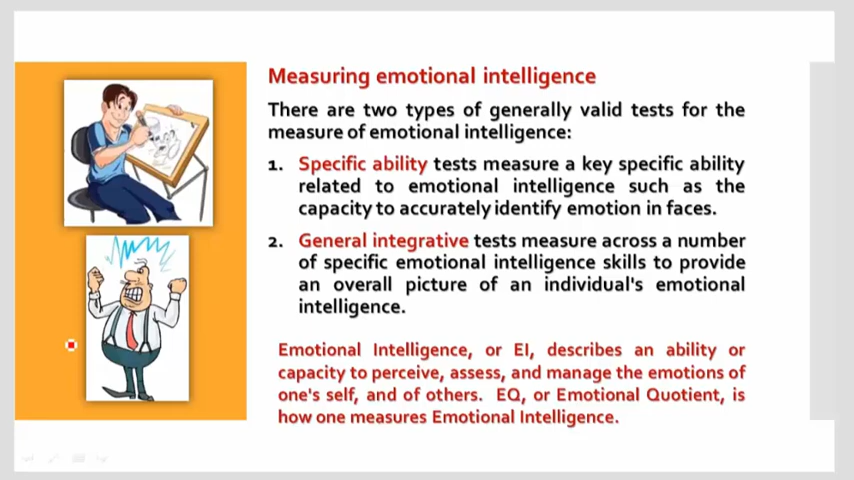 Measuring emotional intelligence
There are two types of generally valid tests for the
measure of emotional intelligence:
1. Specific ability tests measure a key specific ability
related to emotional intelligence such as the
capacity to accurately identify emotion in faces.
2. General integrative tests measure across a number
of specific emotional intelligence skills to provide
an overall picture of an individual's emotional
intelligence.
Emotional Intelligence, or EI, describes an ability or
capacity to perceive, assess, and manage the emotions of
one's self, and of others. EQ, or Emotional Quotient, is
how one measures Emotional Intelligence.